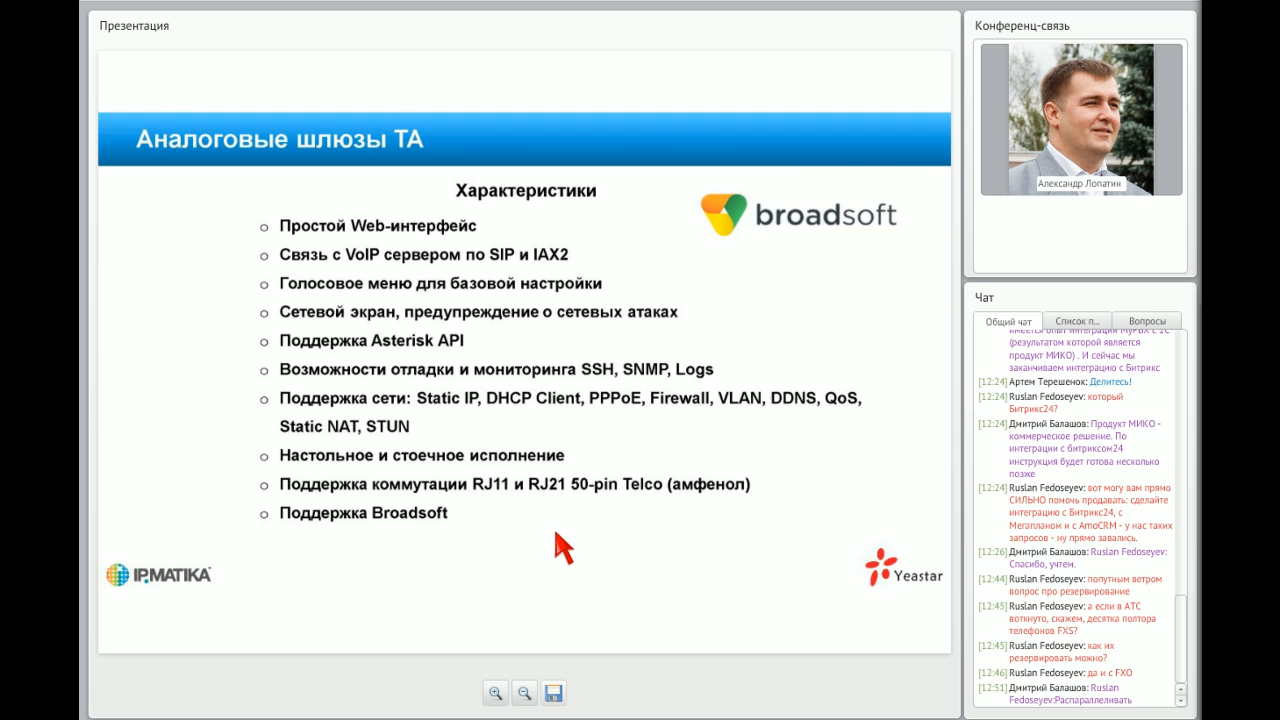 Презентация
Аналоговые шлюзы TA
Характеристики
broadsoft
o Простой Web-интерфейс
o Связь с VoIP сервером по SIP и IAX2
o Голосовое меню для базовой настройки
o Сетевой экран, предупреждение о сетевых атаках
o Поддержка Asterisk API
o Возможности отладки и мониторинга SSH, SNMP, Logs
o Поддержка сети: Static IP, DHCP Client, PPPoE, Firewall, VLAN, DDNS, QoS,
Static NAT, STUN
o Настольное и стоечное исполнение
o Поддержка коммутации RJ11 и RJ21 50-pin Telco (амфенол)
o Поддержка Broadsoft
IPMATIKA
Yeastar
Конференц-связь
Александр Лопатин
Чат
Общий чат
Список п...
Вопросы
имеется опыт интеграции MyPBX с 1С
(результатом которой является
продукт МИКО) . И сейчас мы
заканчиваем интеграцию с Битрикс
[12:24] Артем Терешенок: Делитесь!
[12:24] Ruslan Fedoseyev: который
Битрикс24?
[12:24] Дмитрий Балашов: Продукт МИКО -
коммерческое решение. По
интеграции с битриксом24
инструкция будет готова несколько
позже
[12:24] Ruslan Fedoseyev: вот могу вам прямо
СИЛЬНО помочь продавать: сделайте
интеграцию с Битрикс24, с
Мегапланом и с AmoCRM - у нас таких
запросов - ну прямо завались.
[12:26] Дмитрий Балашов: Ruslan Fedoseyev:
Спасибо, учтем.
[12:44] Ruslan Fedoseyev: попутным ветром
вопрос про резервирование
[12:45] Ruslan Fedoseyev: а если в АТС
воткнуто, скажем, десятка полтора
телефонов FXS?
[12:45] Ruslan Fedoseyev: как их
резервировать можно?
[12:46] Ruslan Fedoseyev: да и с FXO
[12:51] Дмитрий Балашов: Ruslan
Fedoseyev:Распараллеливать